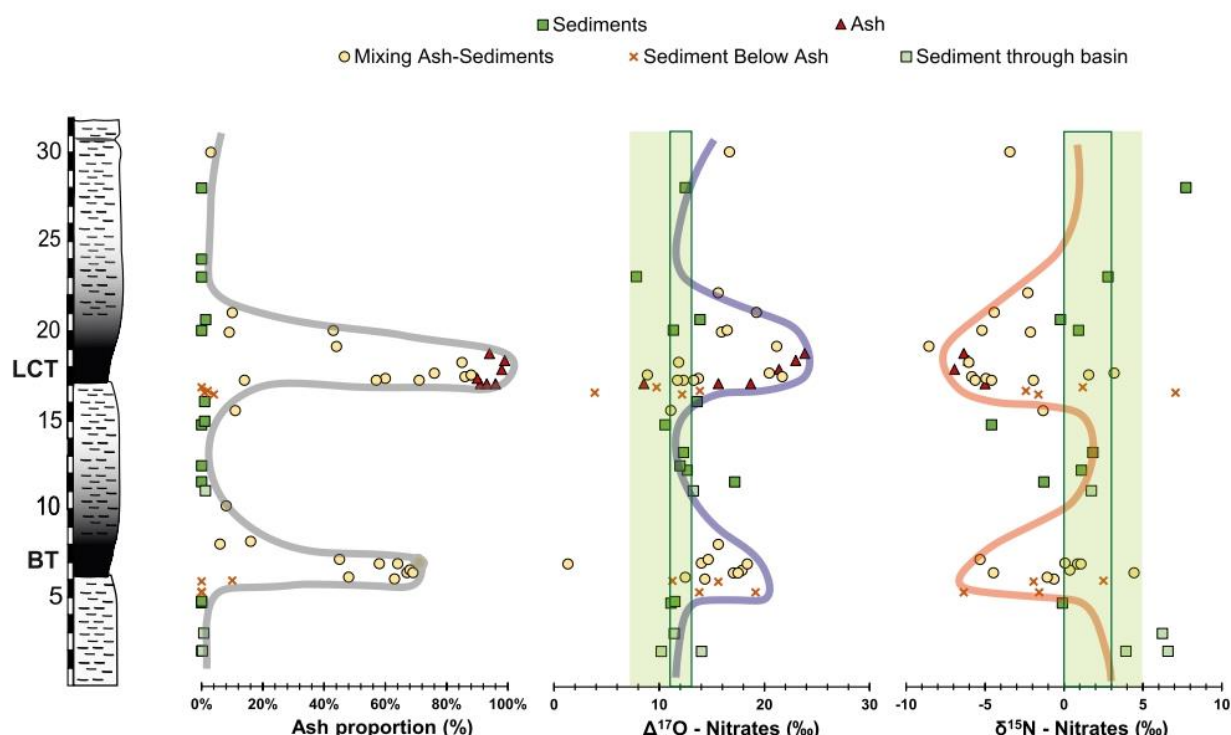 Sediments Ash
Mixing Ash-Sediments Sediment Below Ash Sediment through basin
30
25
20
LCT
15
10
BT
5
0% 20% 40% 60% 80% 100%
0 10 20 30
-10 -5 0 5 10
Ash proportion (%)
Δ¹⁷O - Nitrates (‰)
δ¹⁵N - Nitrates (‰)